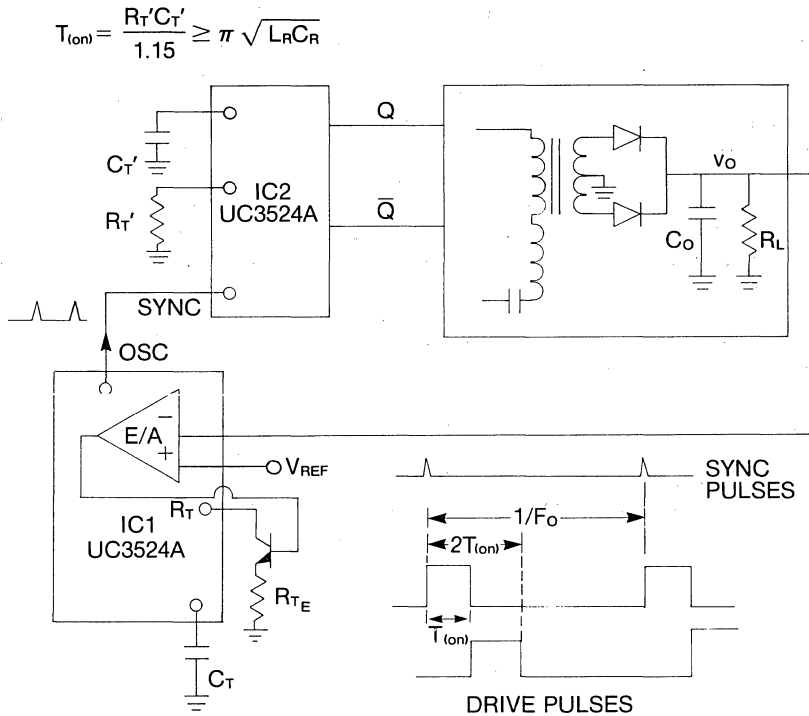 T(on) = RT'CT' / 1.15 ≥ π √LRCR
CT'
RT'
IC2
UC3524A
SYNC
Q
Q̅
VO
CO
RL
OSC
E/A
−
+
VREF
RT
IC1
UC3524A
RTE
CT
SYNC
PULSES
1/FO
2T(on)
T(on)
DRIVE PULSES